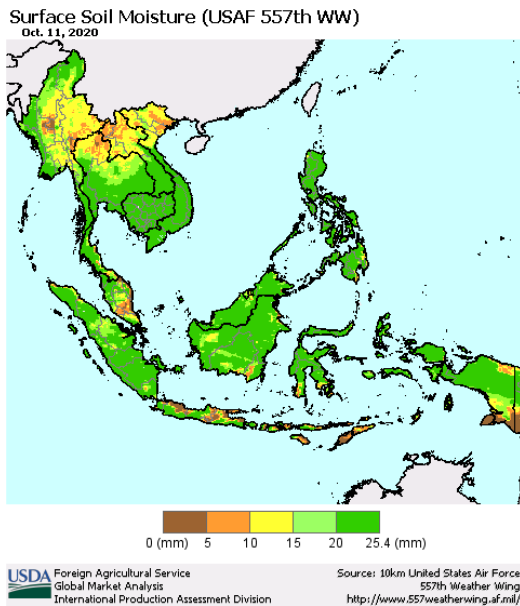 Surface Soil Moisture (USAF 557th WW)
Oct. 11, 2020
0 (mm) 5 10 15 20 25.4 (mm)
USDA Foreign Agricultural Service
Global Market Analysis
International Production Assessment Division
Source: 10km United States Air Force
557th Weather Wing
http://www.557weatherwing.af.mil/